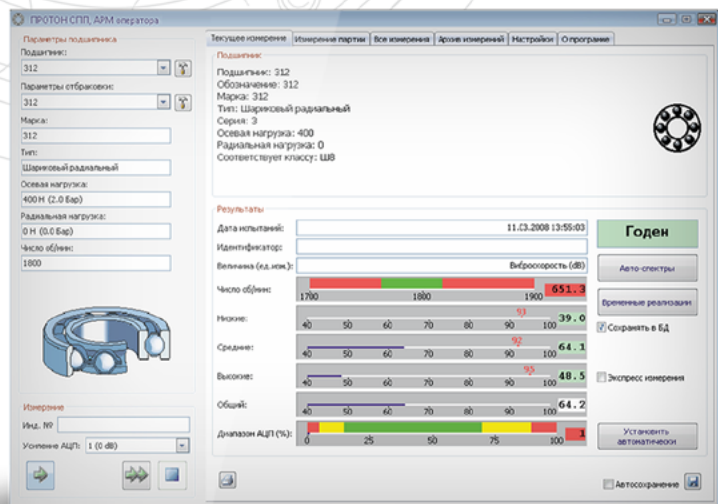 ПРОТОН СПП, АРМ оператора
Параметры подшипника
Подшипник:
312
Параметры отбраковки:
312
Марка:
312
Тип:
Шариковый радиальный
Осевая нагрузка:
400 Н (2.0 Бар)
Радиальная нагрузка:
0 Н (0.0 Бар)
Число об/мин:
1800
Измерение
Инд. №
Усиление АЦП: 1 (0 dB)
Текущее измерение Измерение партии Все измерения Архив измерений Настройки О програме
Подшипник
Подшипник: 312
Обозначение: 312
Марка: 312
Тип: Шариковый радиальный
Серия: 3
Осевая нагрузка: 400
Радиальная нагрузка: 0
Соответствует классу: Ш8
Результаты
Дата испытаний: 11.03.2008 13:55:03
Идентификатор:
Величина (ед.изм.): Виброскорость (dB)
Число об/мин: 651.3
1700 1800 1900
Низкие: 93 39.0
40 50 60 70 80 90 100
Средние: 92 64.1
40 50 60 70 80 90 100
Высокие: 95 48.5
40 50 60 70 80 90 100
Общий: 64.2
40 50 60 70 80 90 100
Диапазон АЦП (%): 1
0 25 50 75 100
Годен
Авто-спектры
Временные реализации
Сохранять в БД
Экспресс измерения
Установить
автоматически
Автосохранение